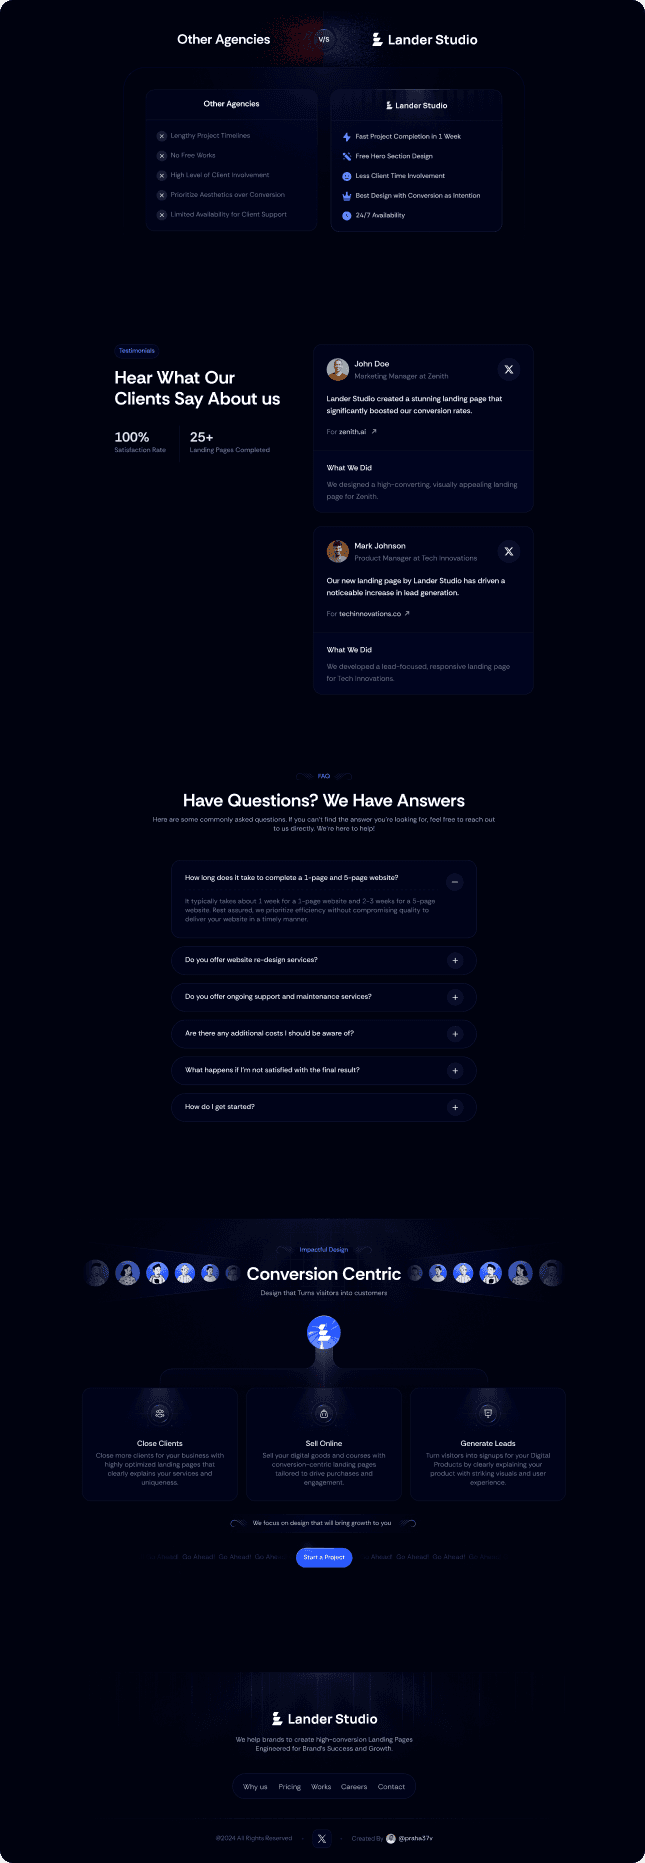 Other Agencies
V/S
Lander Studio
Other Agencies
Lengthy Project Timelines
No Free Works
High Level of Client Involvement
Prioritize Aesthetics over Conversion
Limited Availability for Client Support
Lander Studio
Fast Project Completion in 1 Week
Free Hero Section Design
Less Client Time Involvement
Best Design with Conversion as Intention
24/7 Availability
Testimonials
Hear What Our
Clients Say About us
100%
Satisfaction Rate
25+
Landing Pages Completed
John Doe
Marketing Manager at Zenith
Lander Studio created a stunning landing page that
significantly boosted our conversion rates.
For zenith.ai
What We Did
We designed a high-converting, visually appealing landing
page for Zenith.
Mark Johnson
Product Manager at Tech Innovations
Our new landing page by Lander Studio has driven a
noticeable increase in lead generation.
For techinnovations.co
What We Did
We developed a lead-focused, responsive landing page
for Tech Innovations.
FAQ
Have Questions? We Have Answers
Here are some commonly asked questions. If you can't find the answer you're looking for, feel free to reach out
to us directly. We're here to help!
How long does it take to complete a 1-page and 5-page website?
It typically takes about 1 week for a 1-page website and 2-3 weeks for a 5-page
website. Rest assured, we prioritize efficiency without compromising quality to
deliver your website in a timely manner.
Do you offer website re-design services?
Do you offer ongoing support and maintenance services?
Are there any additional costs I should be aware of?
What happens if I'm not satisfied with the final result?
How do I get started?
Impactful Design
Conversion Centric
Design that Turns visitors into customers
Close Clients
Close more clients for your business with
highly optimized landing pages that
clearly explains your services and
uniqueness.
Sell Online
Sell your digital goods and courses with
conversion-centric landing pages
tailored to drive purchases and
engagement.
Generate Leads
Turn visitors into signups for your Digital
Products by clearly explaining your
product with striking visuals and user
experience.
We focus on design that will bring growth to you
Go Ahead! Go Ahead! Go
Start a Project
Ahead! Go Ahead! Go Ahead!
Lander Studio
We help brands to create high-conversion Landing Pages
Engineered for Brand's Success and Growth.
Why us Pricing Works Careers Contact
©2024 All Rights Reserved
Created By @praha37v